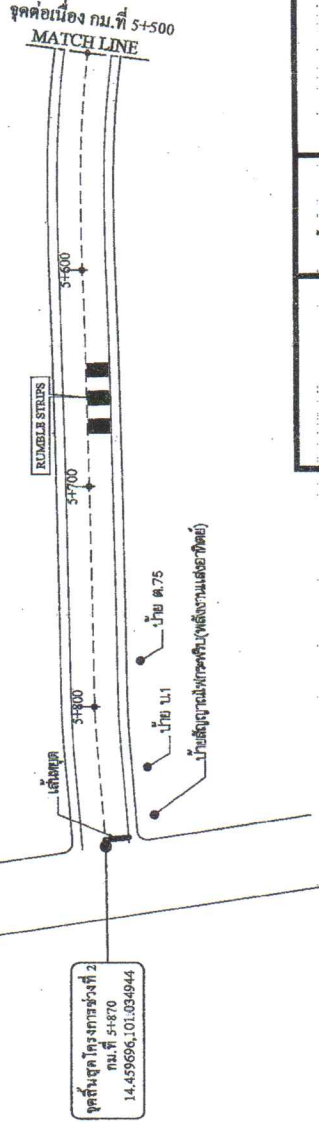 จุดต่อเนื่อง กม.ที่ 5+500
MATCH LINE
5+600
RUMBLE STRIPS
5+700
5+800
เส้นหยุด
ป้าย ต.75
ป้าย บ.1
ป้ายสัญญาณไฟกระพริบ(พลังงานแสงอาทิตย์)
จุดสิ้นสุดโครงการช่วงที่ 2
กม.ที่ 5+870
14.459696,101.034944